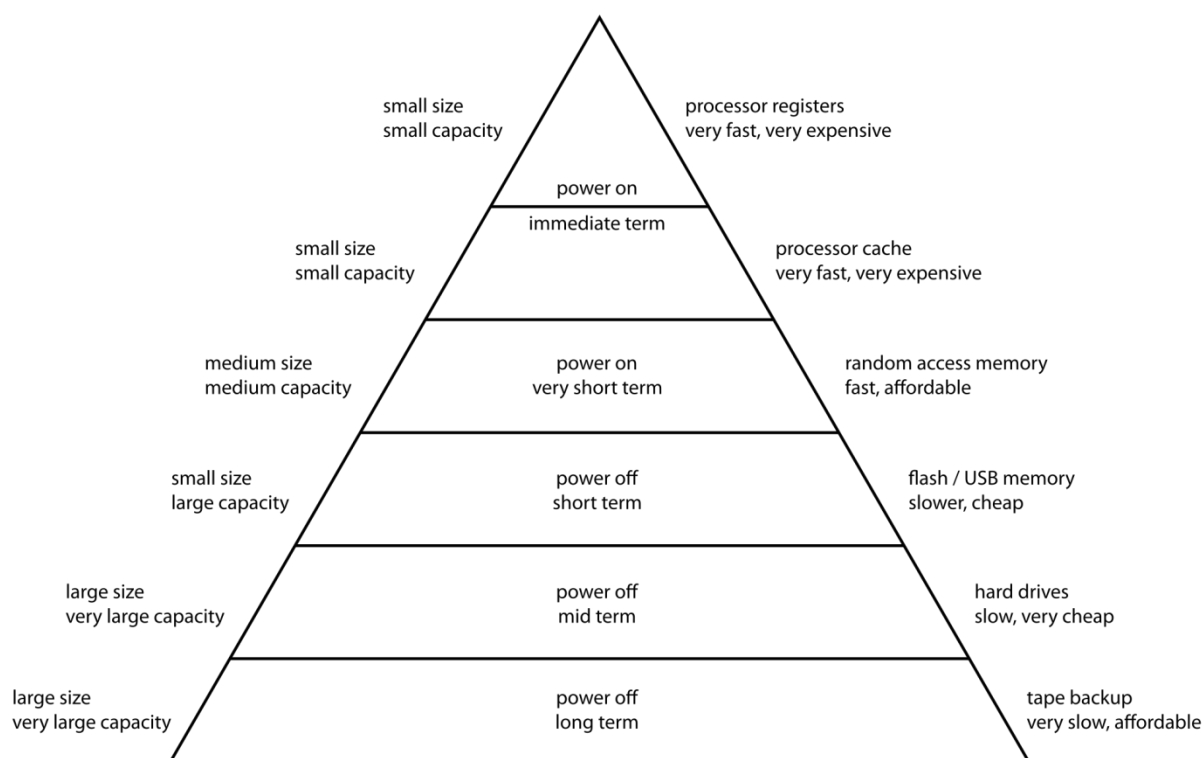 small size
small capacity
processor registers
very fast, very expensive
power on
immediate term
small size
small capacity
processor cache
very fast, very expensive
medium size
medium capacity
power on
very short term
random access memory
fast, affordable
small size
large capacity
power off
short term
flash / USB memory
slower, cheap
large size
very large capacity
power off
mid term
hard drives
slow, very cheap
large size
very large capacity
power off
long term
tape backup
very slow, affordable